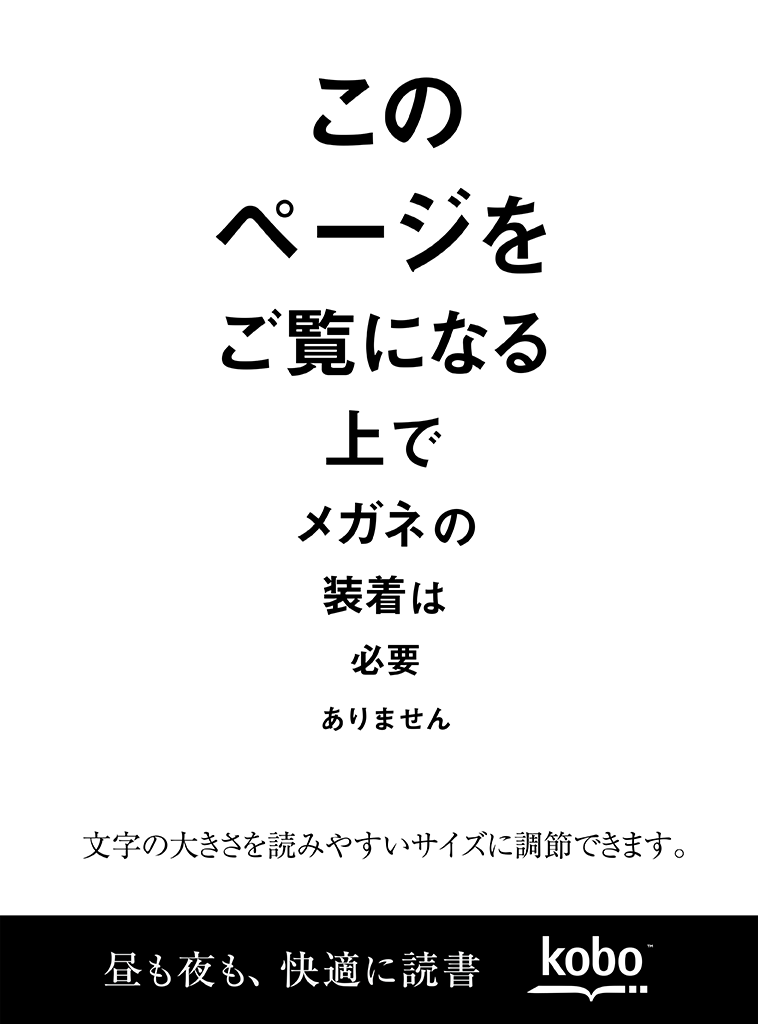 この
ページを
ご覧になる
上で
メガネの
装着は
必要
ありません
文字の大きさを読みやすいサイズに調節できます。
昼も夜も、快適に読書
kobo™